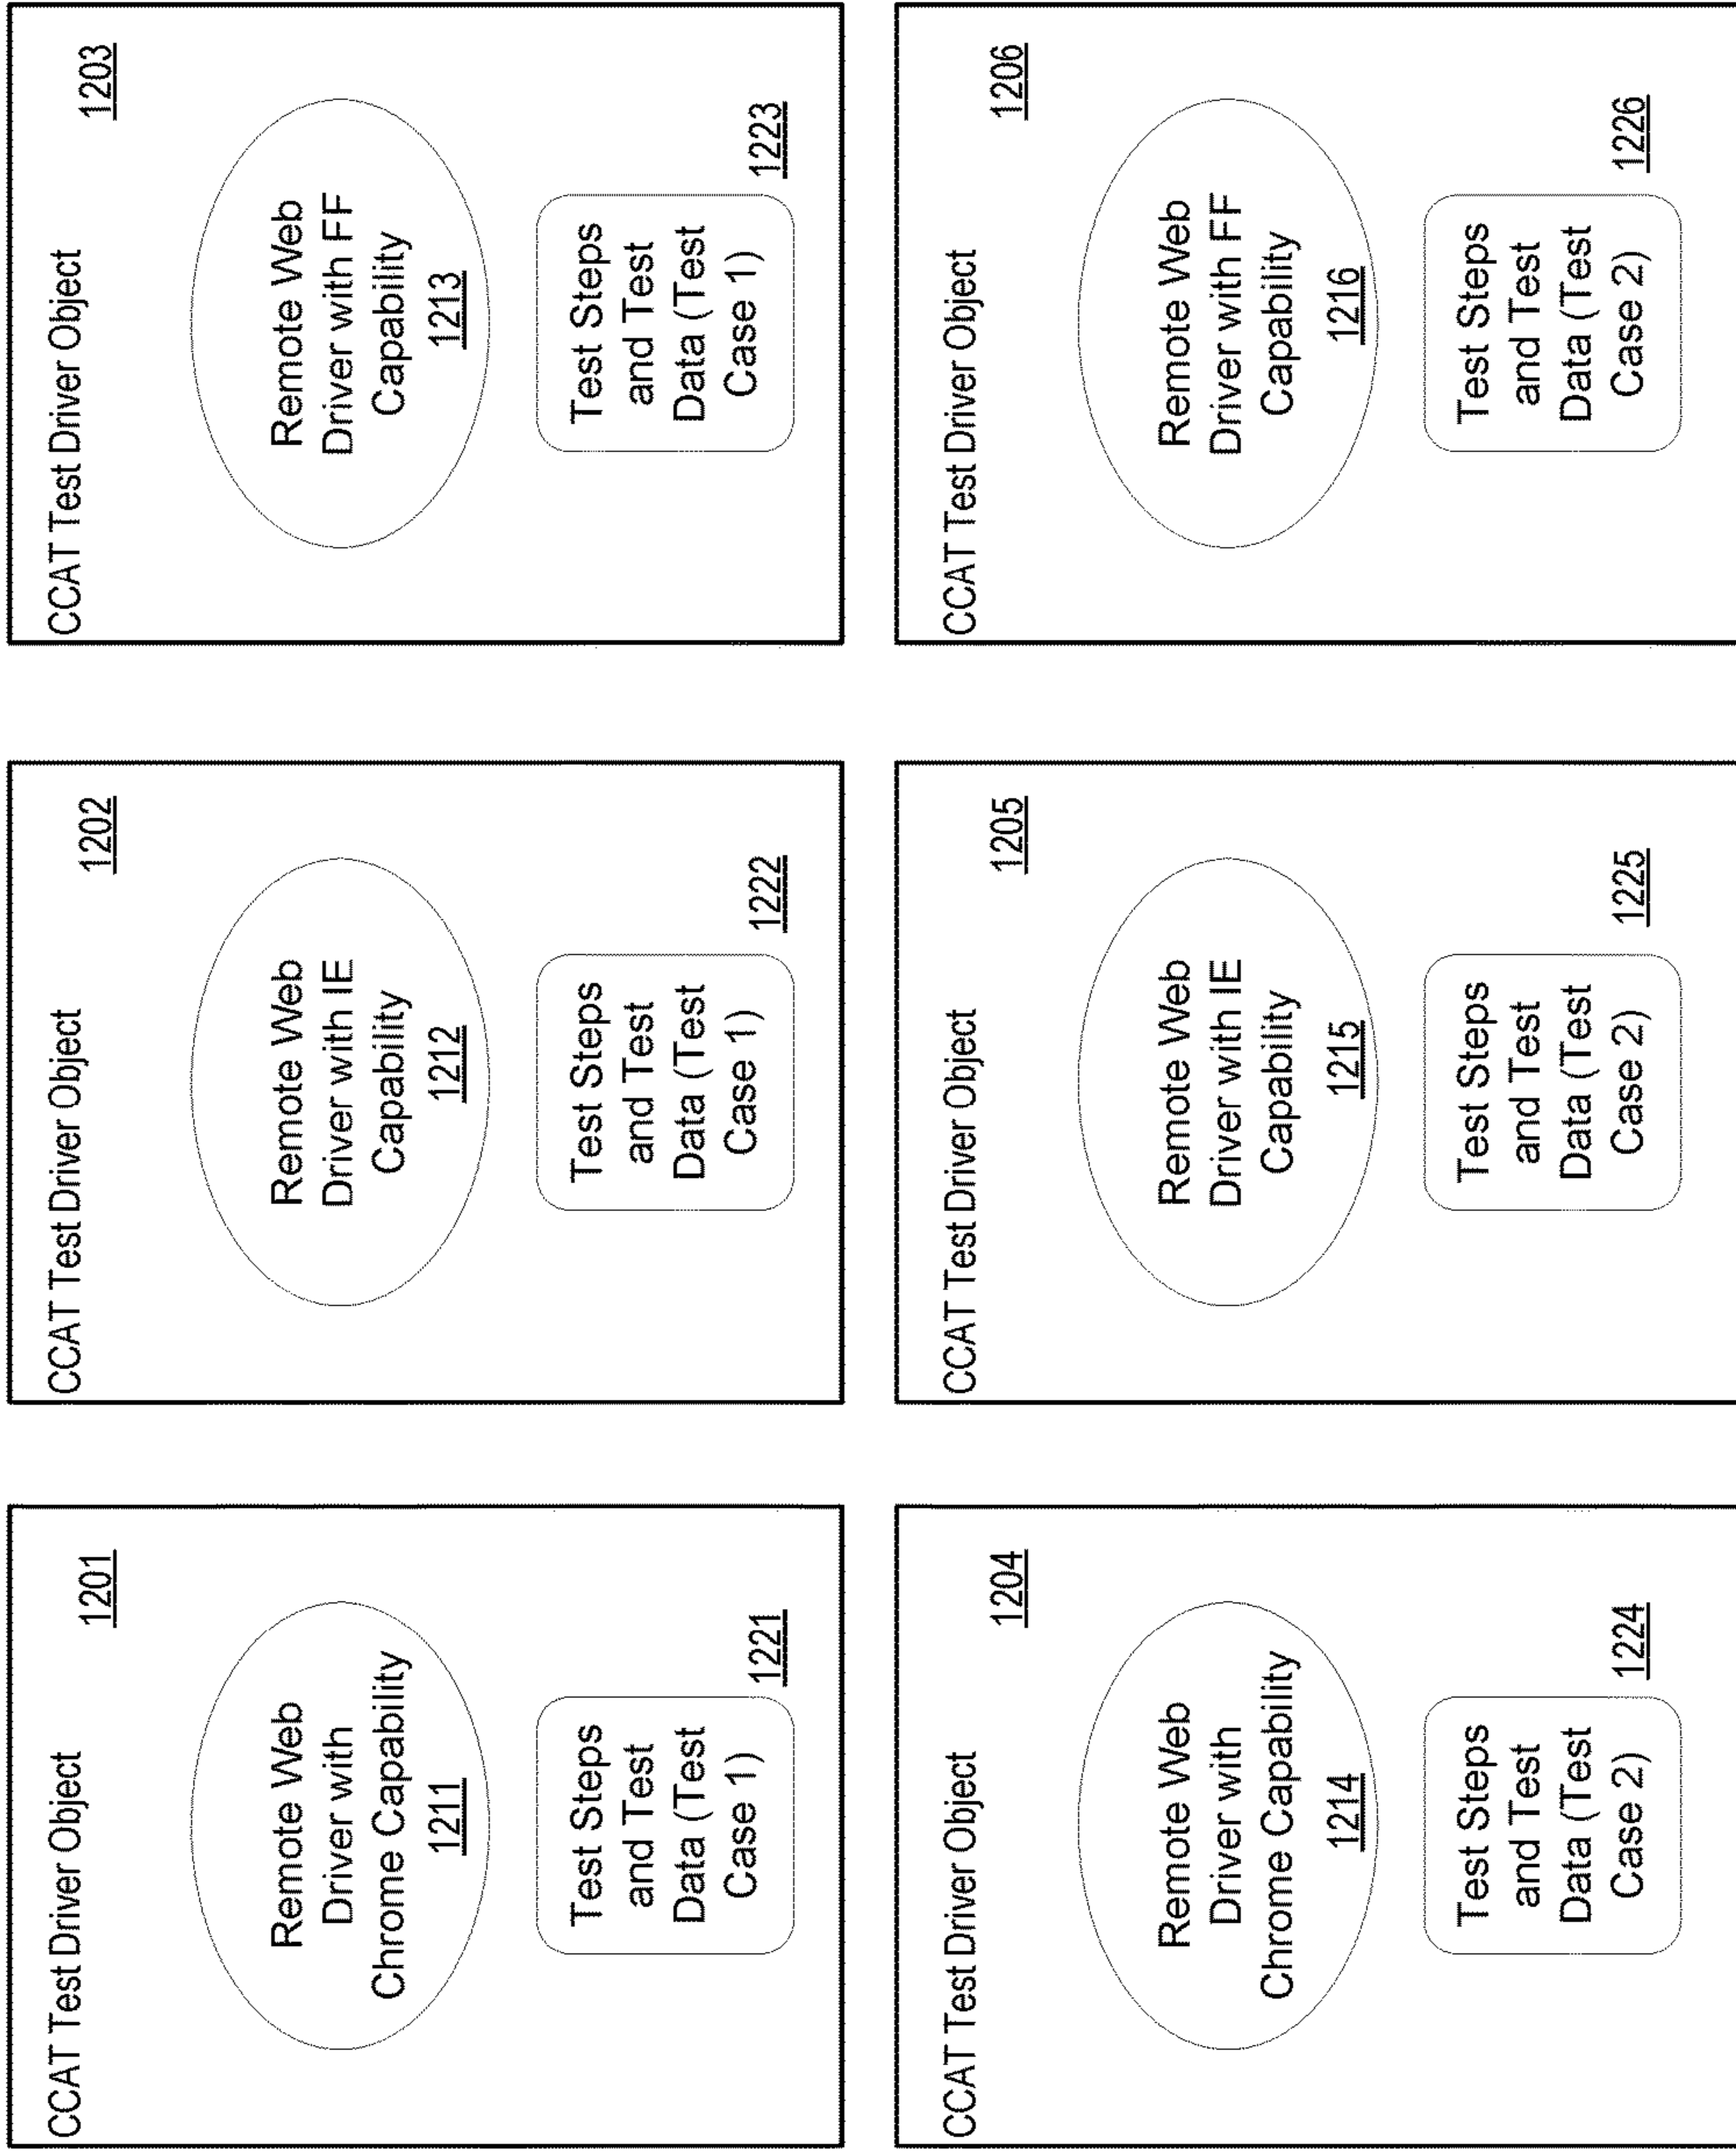 CCAT Test Driver Object
1201
Remote Web
Driver with
Chrome Capability
1211
Test Steps
and Test
Data (Test
Case 1)
1221
CCAT Test Driver Object
1202
Remote Web
Driver with IE
Capability
1212
Test Steps
and Test
Data (Test
Case 1)
1222
CCAT Test Driver Object
1203
Remote Web
Driver with FF
Capability
1213
Test Steps
and Test
Data (Test
Case 1)
1223
CCAT Test Driver Object
1204
Remote Web
Driver with
Chrome Capability
1214
Test Steps
and Test
Data (Test
Case 2)
1224
CCAT Test Driver Object
1205
Remote Web
Driver with IE
Capability
1215
Test Steps
and Test
Data (Test
Case 2)
1225
CCAT Test Driver Object
1206
Remote Web
Driver with FF
Capability
1216
Test Steps
and Test
Data (Test
Case 2)
1226